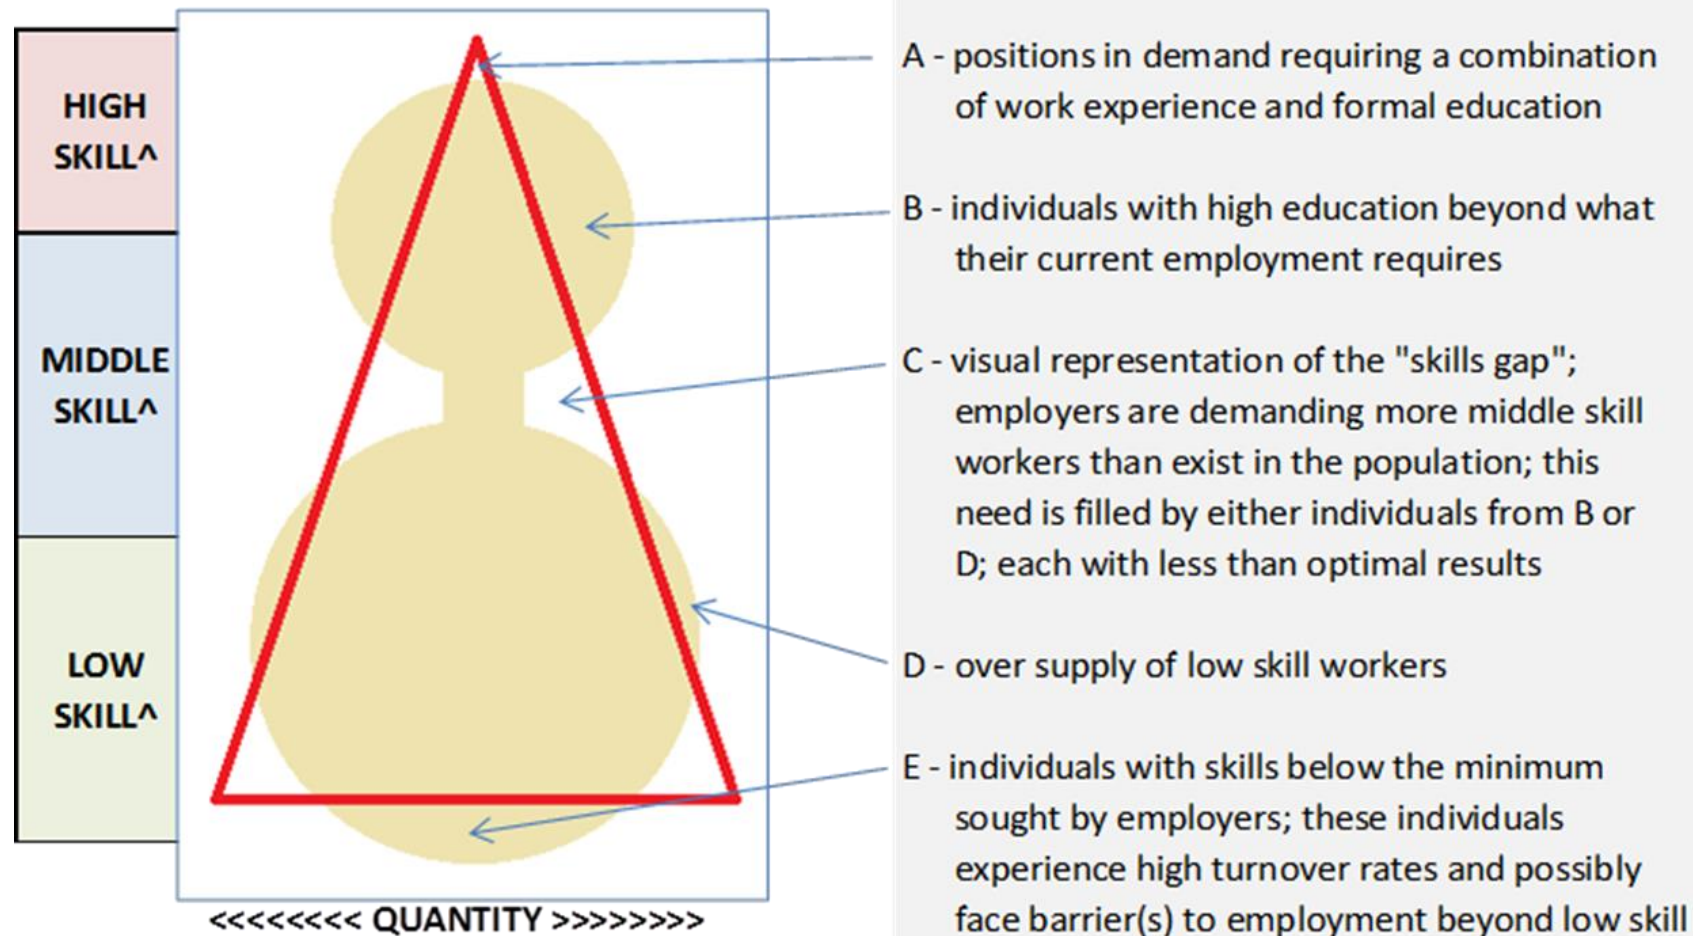 HIGH
SKILL^
MIDDLE
SKILL^
LOW
SKILL^
<<<<<<<< QUANTITY >>>>>>>>
A - positions in demand requiring a combination
of work experience and formal education
B - individuals with high education beyond what
their current employment requires
C - visual representation of the "skills gap";
employers are demanding more middle skill
workers than exist in the population; this
need is filled by either individuals from B or
D; each with less than optimal results
D - over supply of low skill workers
E - individuals with skills below the minimum
sought by employers; these individuals
experience high turnover rates and possibly
face barrier(s) to employment beyond low skill